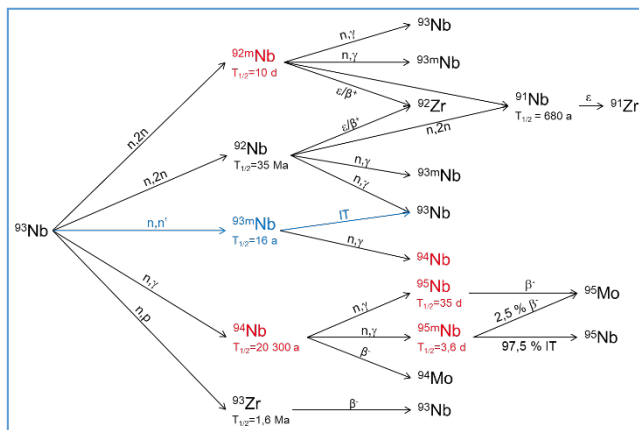 ⁹³Nb
n,γ
⁹²ᵐNb
T1/2=10 d
n,γ
⁹³ᵐNb
ε/β⁺
n,2n
⁹²Zr
⁹¹Nb
T1/2 = 680 a
ε
⁹¹Zr
ε/β⁺
n,2n
n,2n
⁹²Nb
T1/2=35 Ma
n,γ
⁹³ᵐNb
n,γ
⁹³Nb
⁹³Nb
n,n'
⁹³ᵐNb
T1/2=16 a
IT
n,γ
⁹⁴Nb
n,γ
n,p
⁹⁵Nb
T1/2=35 d
β⁻
⁹⁵Mo
n,γ
2,5 % β⁻
⁹⁴Nb
T1/2=20 300 a
n,γ
⁹⁵ᵐNb
T1/2=3,6 d
97,5 % IT
⁹⁵Nb
β⁻
⁹⁴Mo
⁹³Zr
T1/2=1,6 Ma
β⁻
⁹³Nb